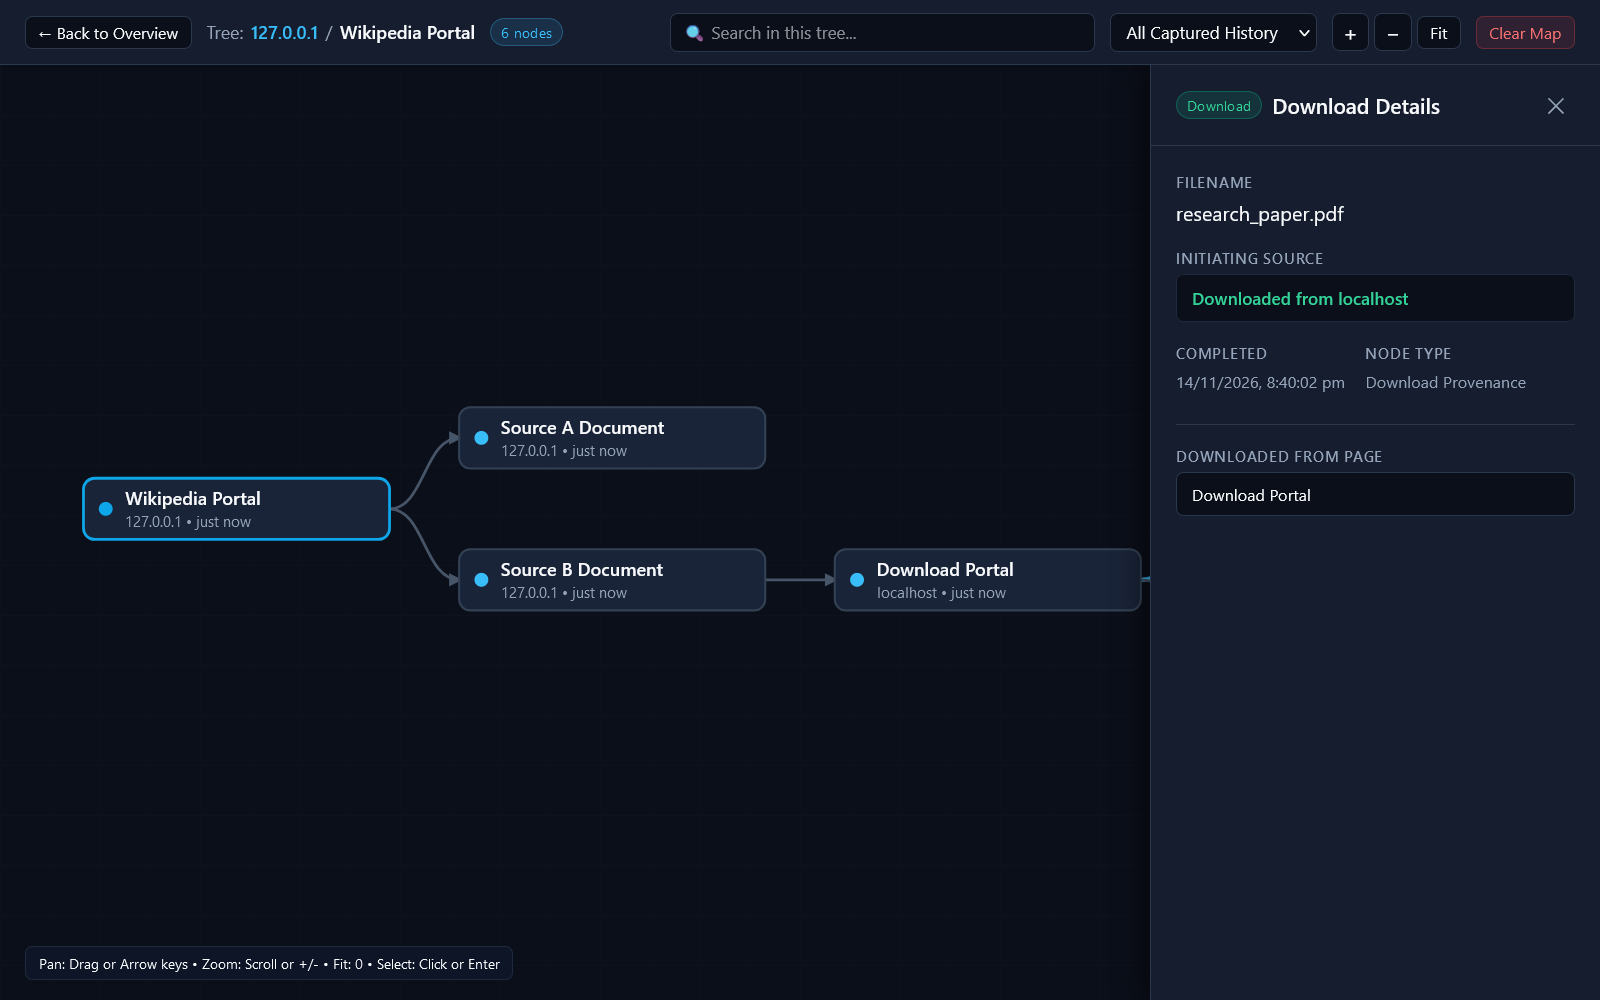 ← Back to Overview
Tree: 127.0.0.1 / Wikipedia Portal
6 nodes
Search in this tree...
All Captured History
+
−
Fit
Clear Map
Download
Download Details
FILENAME
research_paper.pdf
INITIATING SOURCE
Downloaded from localhost
COMPLETED
14/11/2026, 8:40:02 pm
NODE TYPE
Download Provenance
DOWNLOADED FROM PAGE
Download Portal
Source A Document
127.0.0.1 • just now
Wikipedia Portal
127.0.0.1 • just now
Source B Document
127.0.0.1 • just now
Download Portal
localhost • just now
Pan: Drag or Arrow keys • Zoom: Scroll or +/- • Fit: 0 • Select: Click or Enter